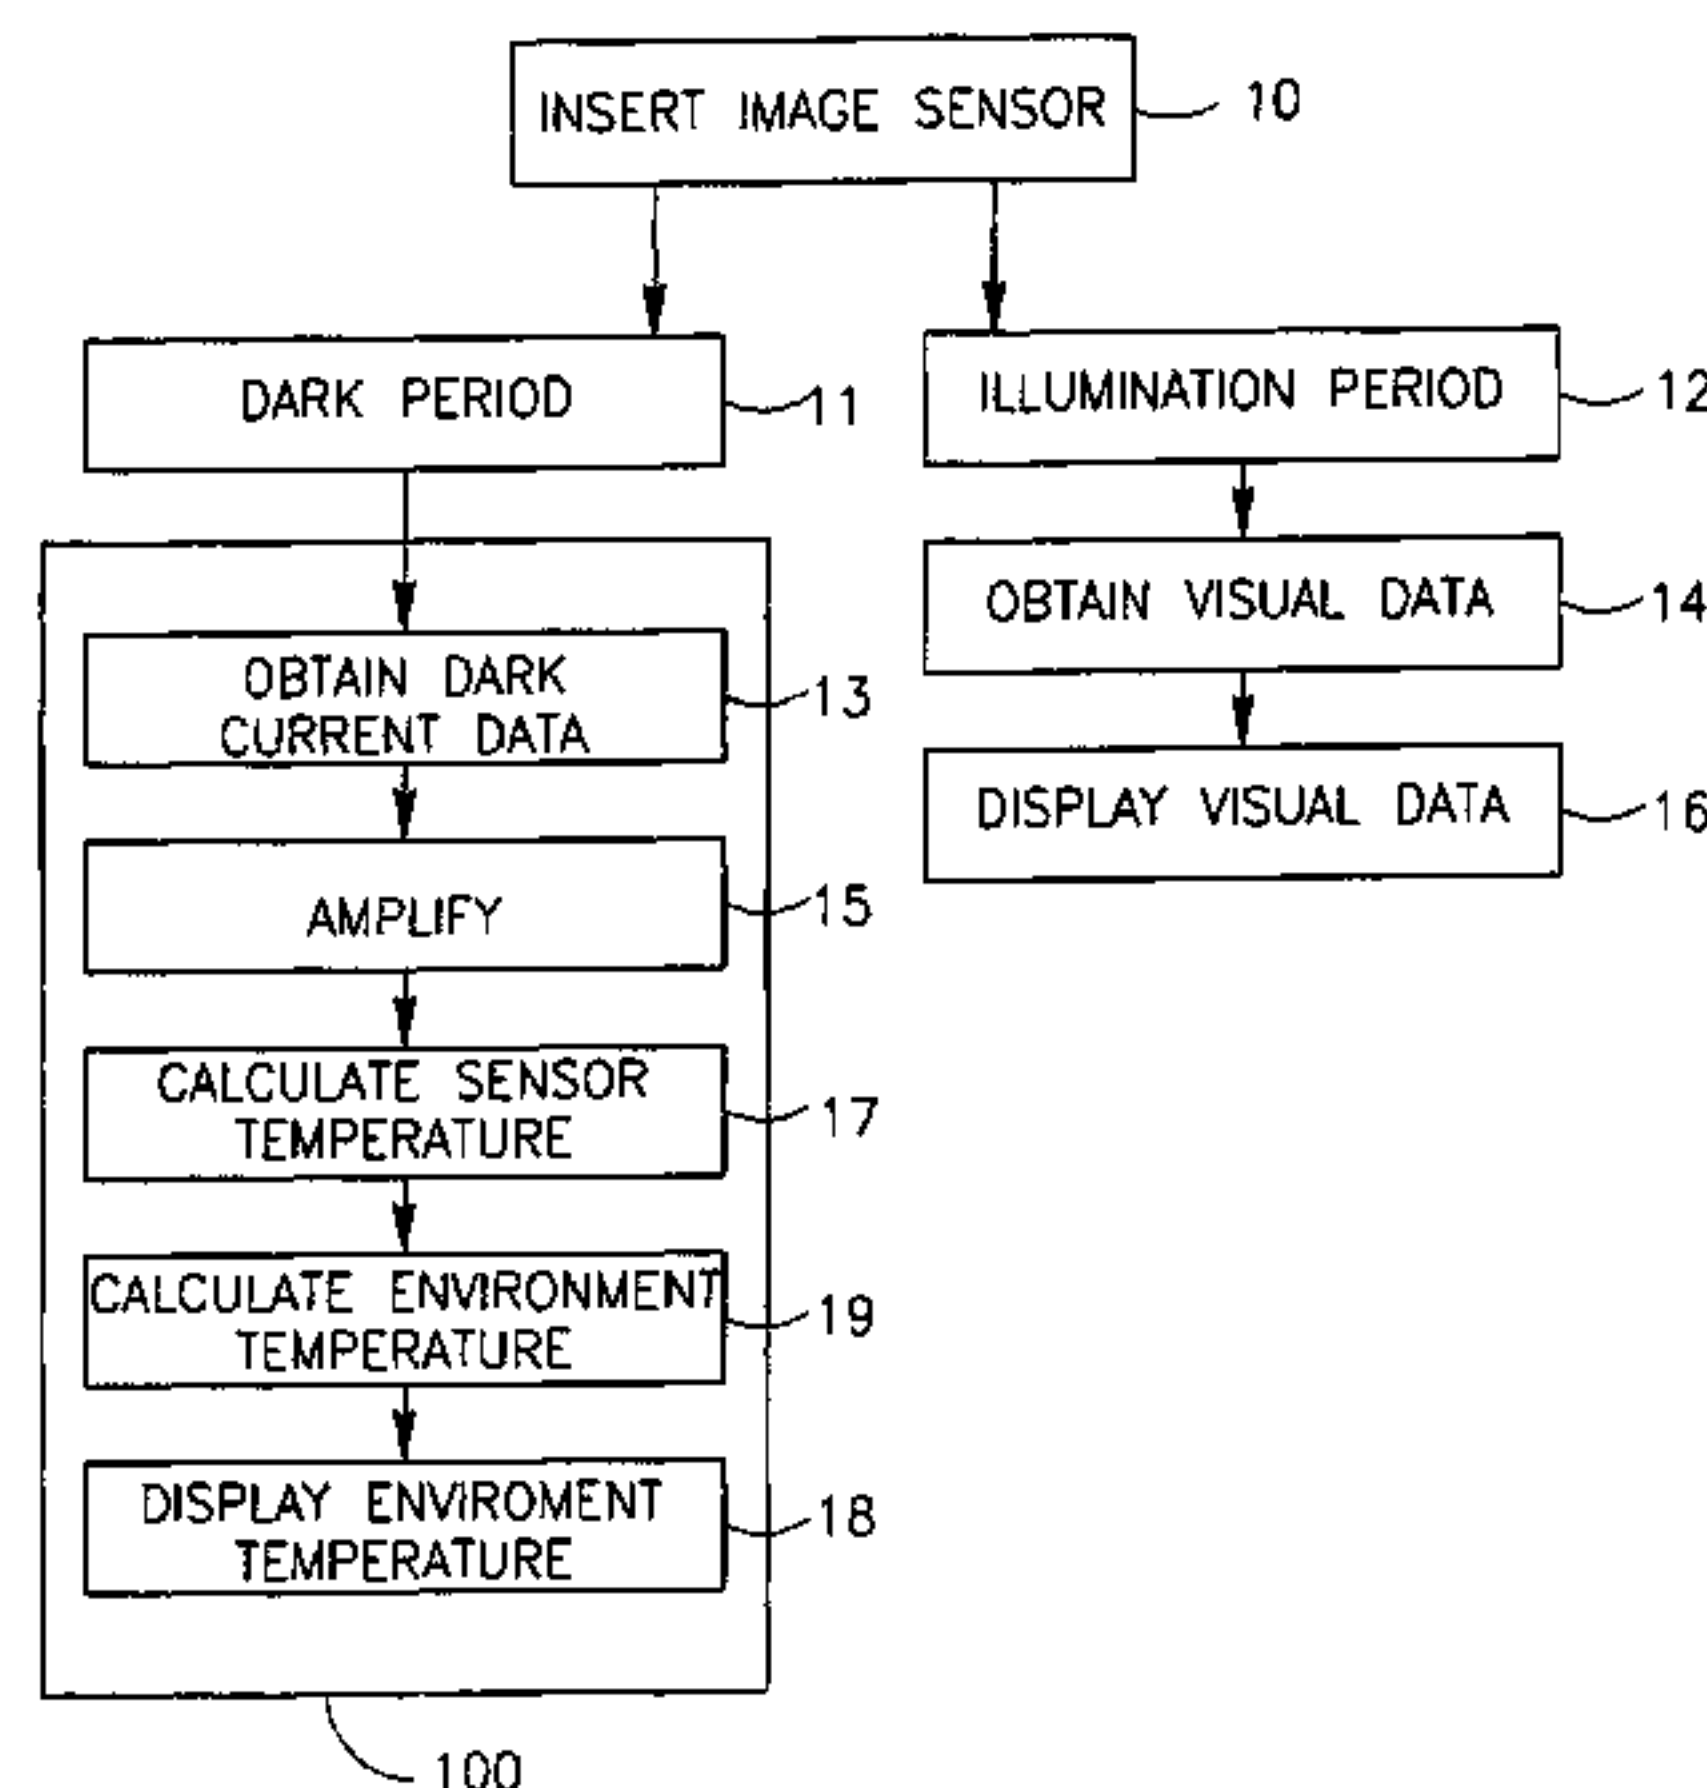 INSERT IMAGE SENSOR
10
DARK PERIOD
11
ILLUMINATION PERIOD
12
OBTAIN DARK
CURRENT DATA
13
OBTAIN VISUAL DATA
14
AMPLIFY
15
DISPLAY VISUAL DATA
16
CALCULATE SENSOR
TEMPERATURE
17
CALCULATE ENVIRONMENT
TEMPERATURE
19
DISPLAY ENVIROMENT
TEMPERATURE
18
100